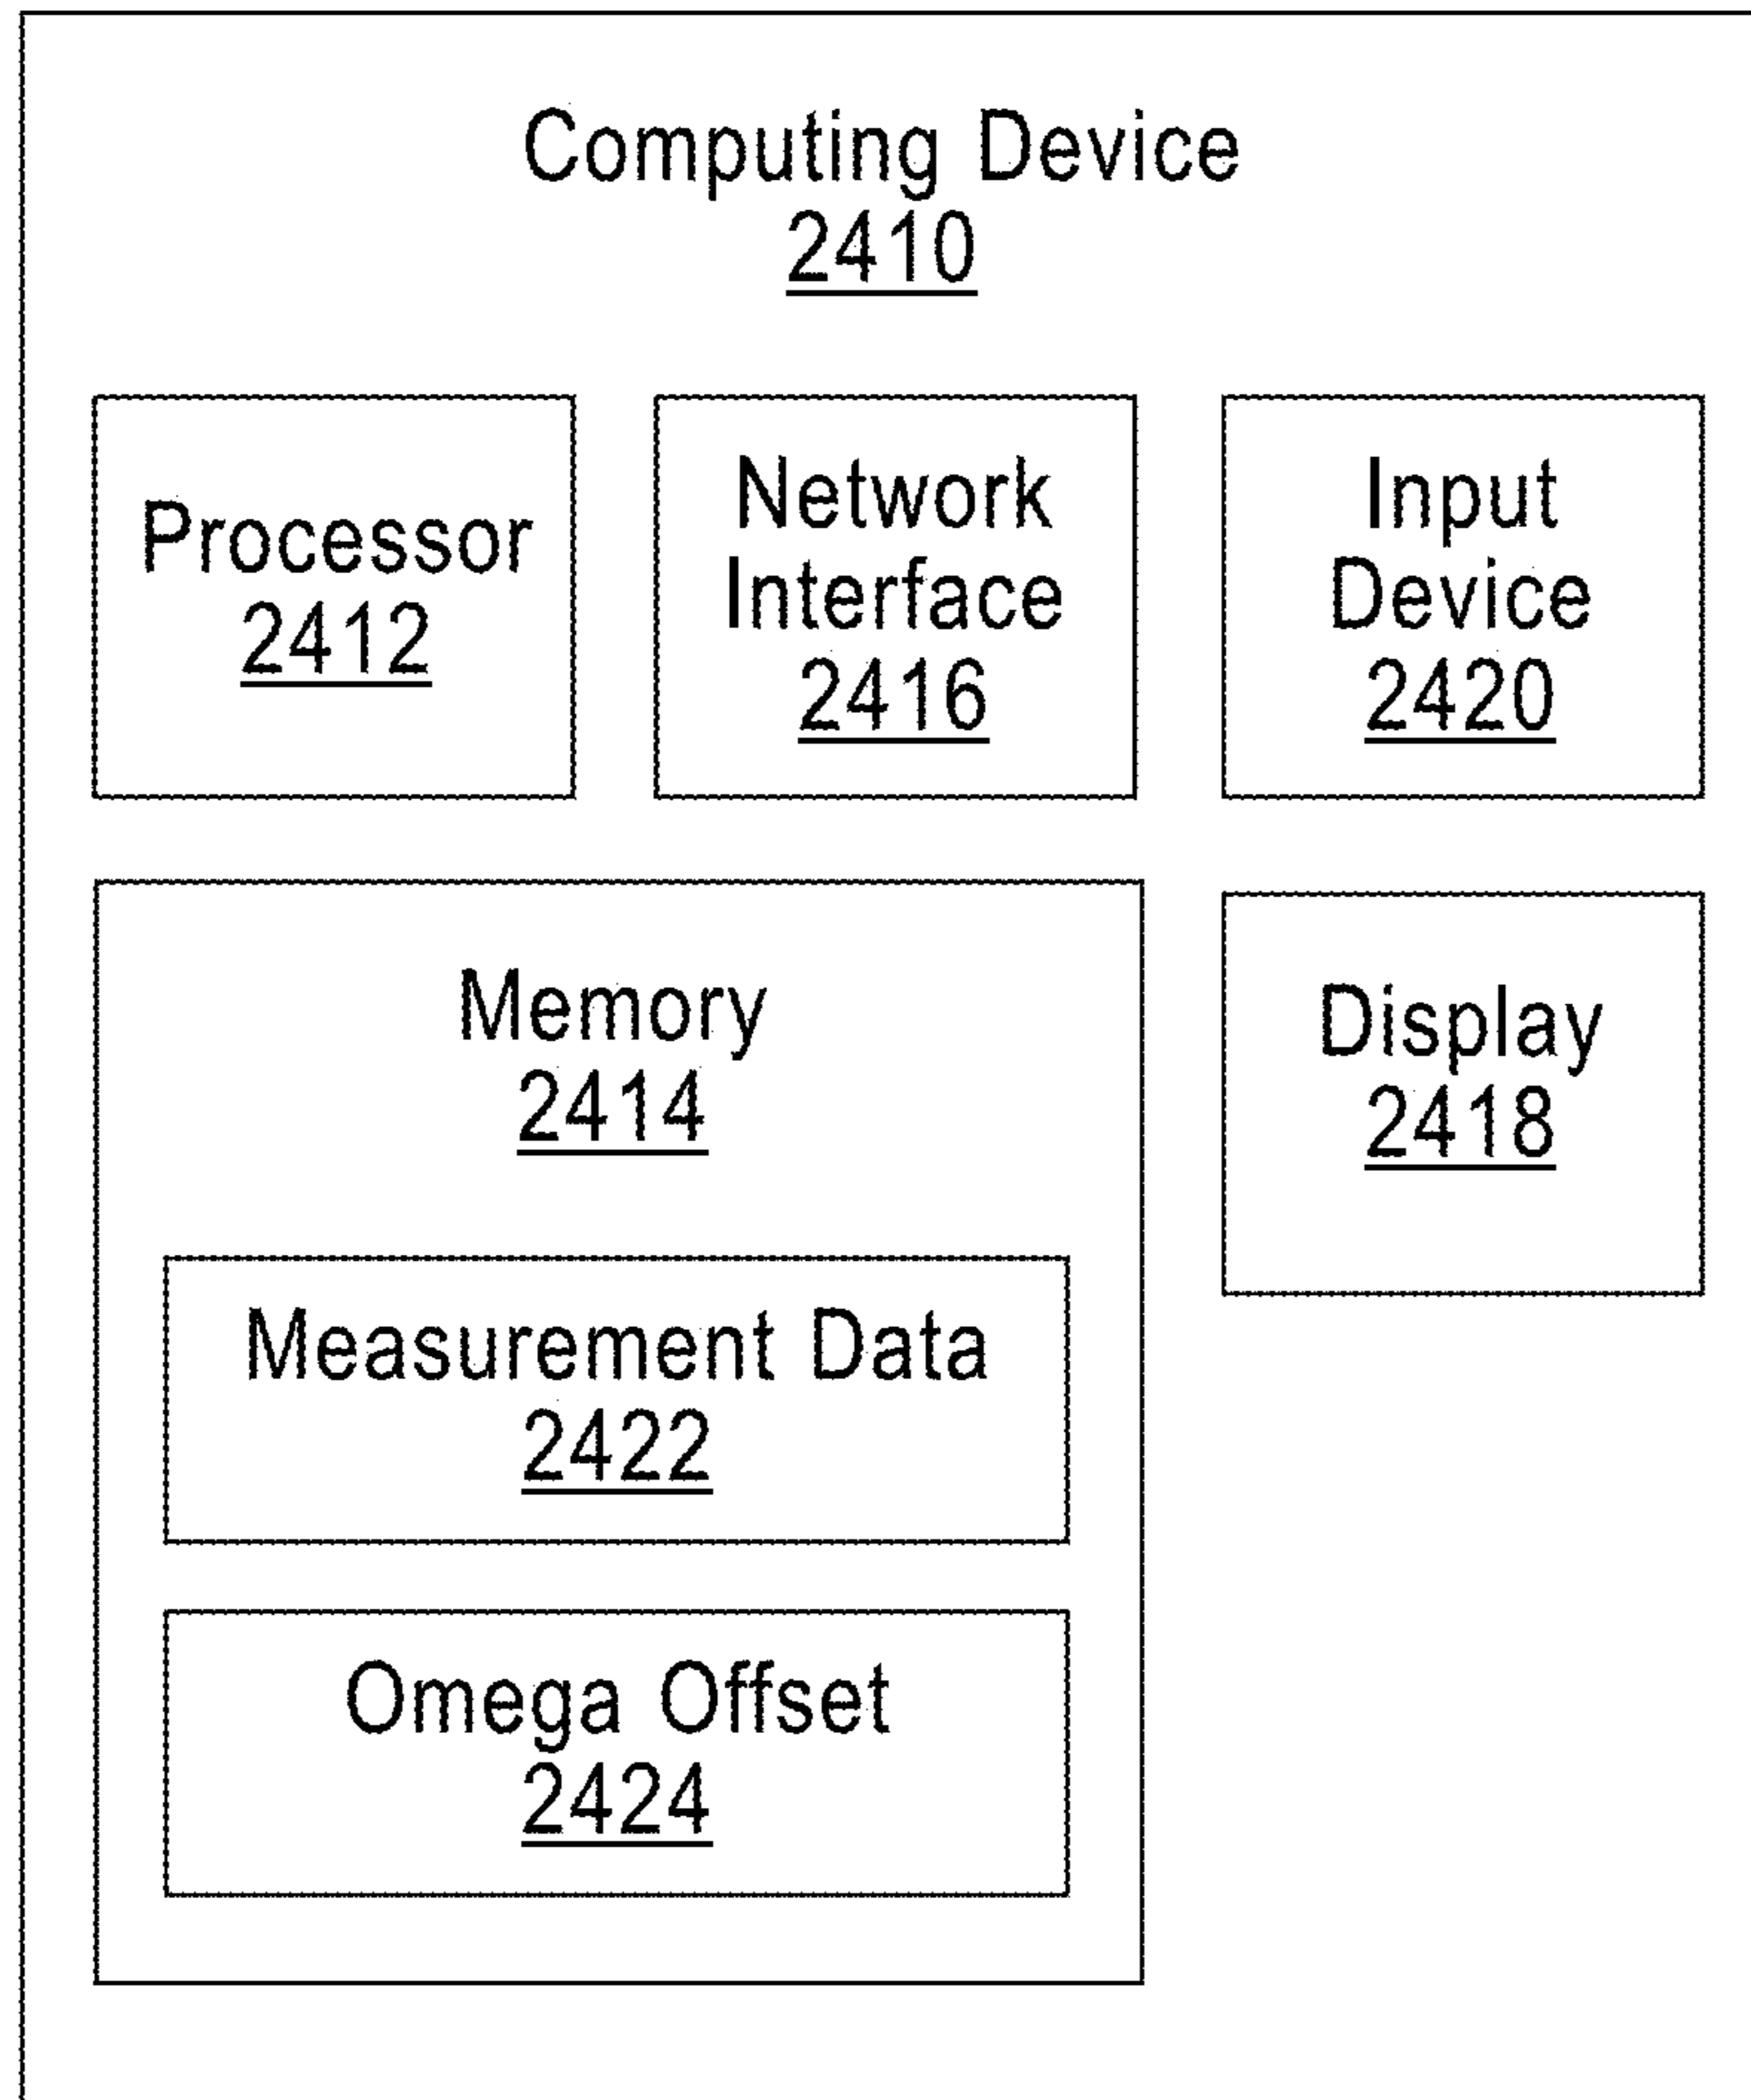 Computing Device
2410
Processor
2412
Network
Interface
2416
Input
Device
2420
Memory
2414
Measurement Data
2422
Omega Offset
2424
Display
2418